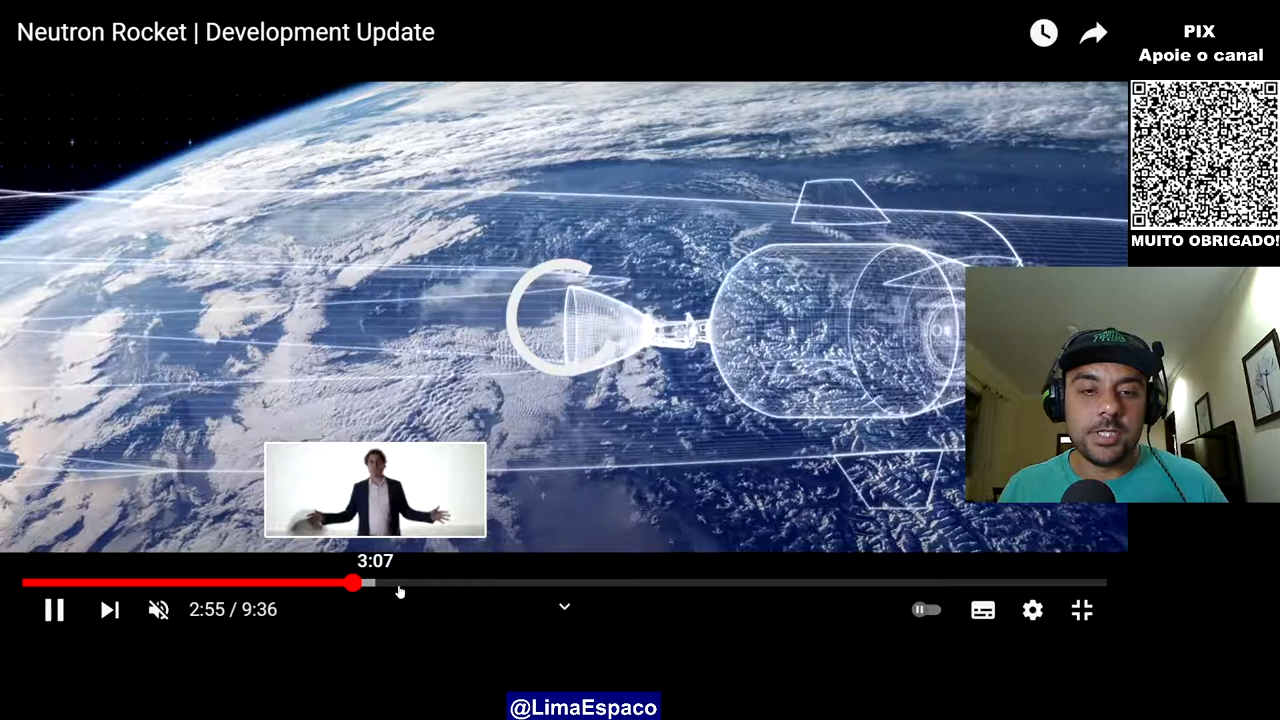 Neutron Rocket | Development Update
PIX
Apoie o canal
MUITO OBRIGADO!
3:07
2:55 / 9:36
@LimaEspaco